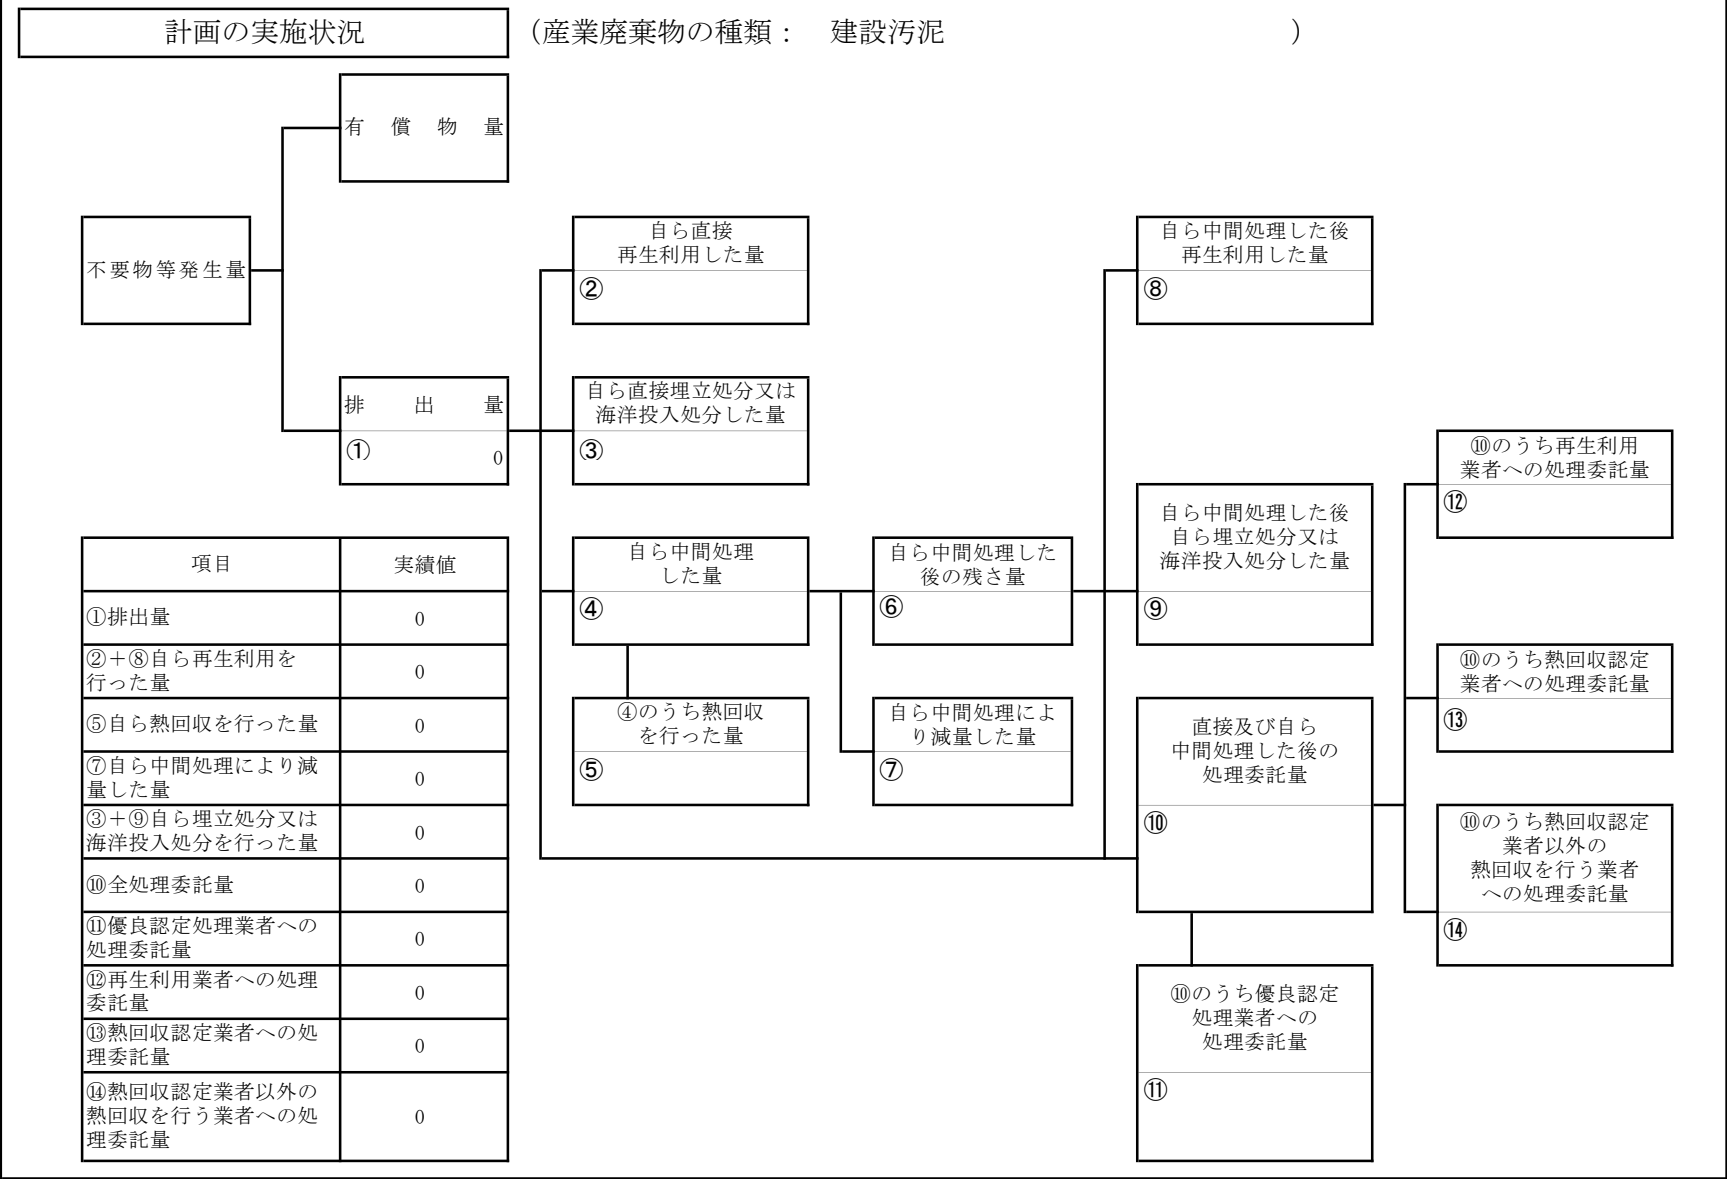 計画の実施状況
（産業廃棄物の種類： 建設汚泥 ）
有償物量
不要物等発生量
排出量
① 0
自ら直接
再生利用した量
②
自ら直接埋立処分又は
海洋投入処分した量
③
自ら中間処理
した量
④
④のうち熱回収
を行った量
⑤
自ら中間処理した
後の残さ量
⑥
自ら中間処理によ
り減量した量
⑦
自ら中間処理した後
再生利用した量
⑧
自ら中間処理した後
自ら埋立処分又は
海洋投入処分した量
⑨
直接及び自ら
中間処理した後の
処理委託量
⑩
⑩のうち優良認定
処理業者への
処理委託量
⑪
⑩のうち再生利用
業者への処理委託量
⑫
⑩のうち熱回収認定
業者への処理委託量
⑬
⑩のうち熱回収認定
業者以外の
熱回収を行う業者
への処理委託量
⑭
項目 実績値
①排出量 0
②＋⑧自ら再生利用を
行った量 0
⑤自ら熱回収を行った量 0
⑦自ら中間処理により減
量した量 0
③＋⑨自ら埋立処分又は
海洋投入処分を行った量 0
⑩全処理委託量 0
⑪優良認定処理業者への
処理委託量 0
⑫再生利用業者への処理
委託量 0
⑬熱回収認定業者への処
理委託量 0
⑭熱回収認定業者以外の
熱回収を行う業者への処 0
理委託量